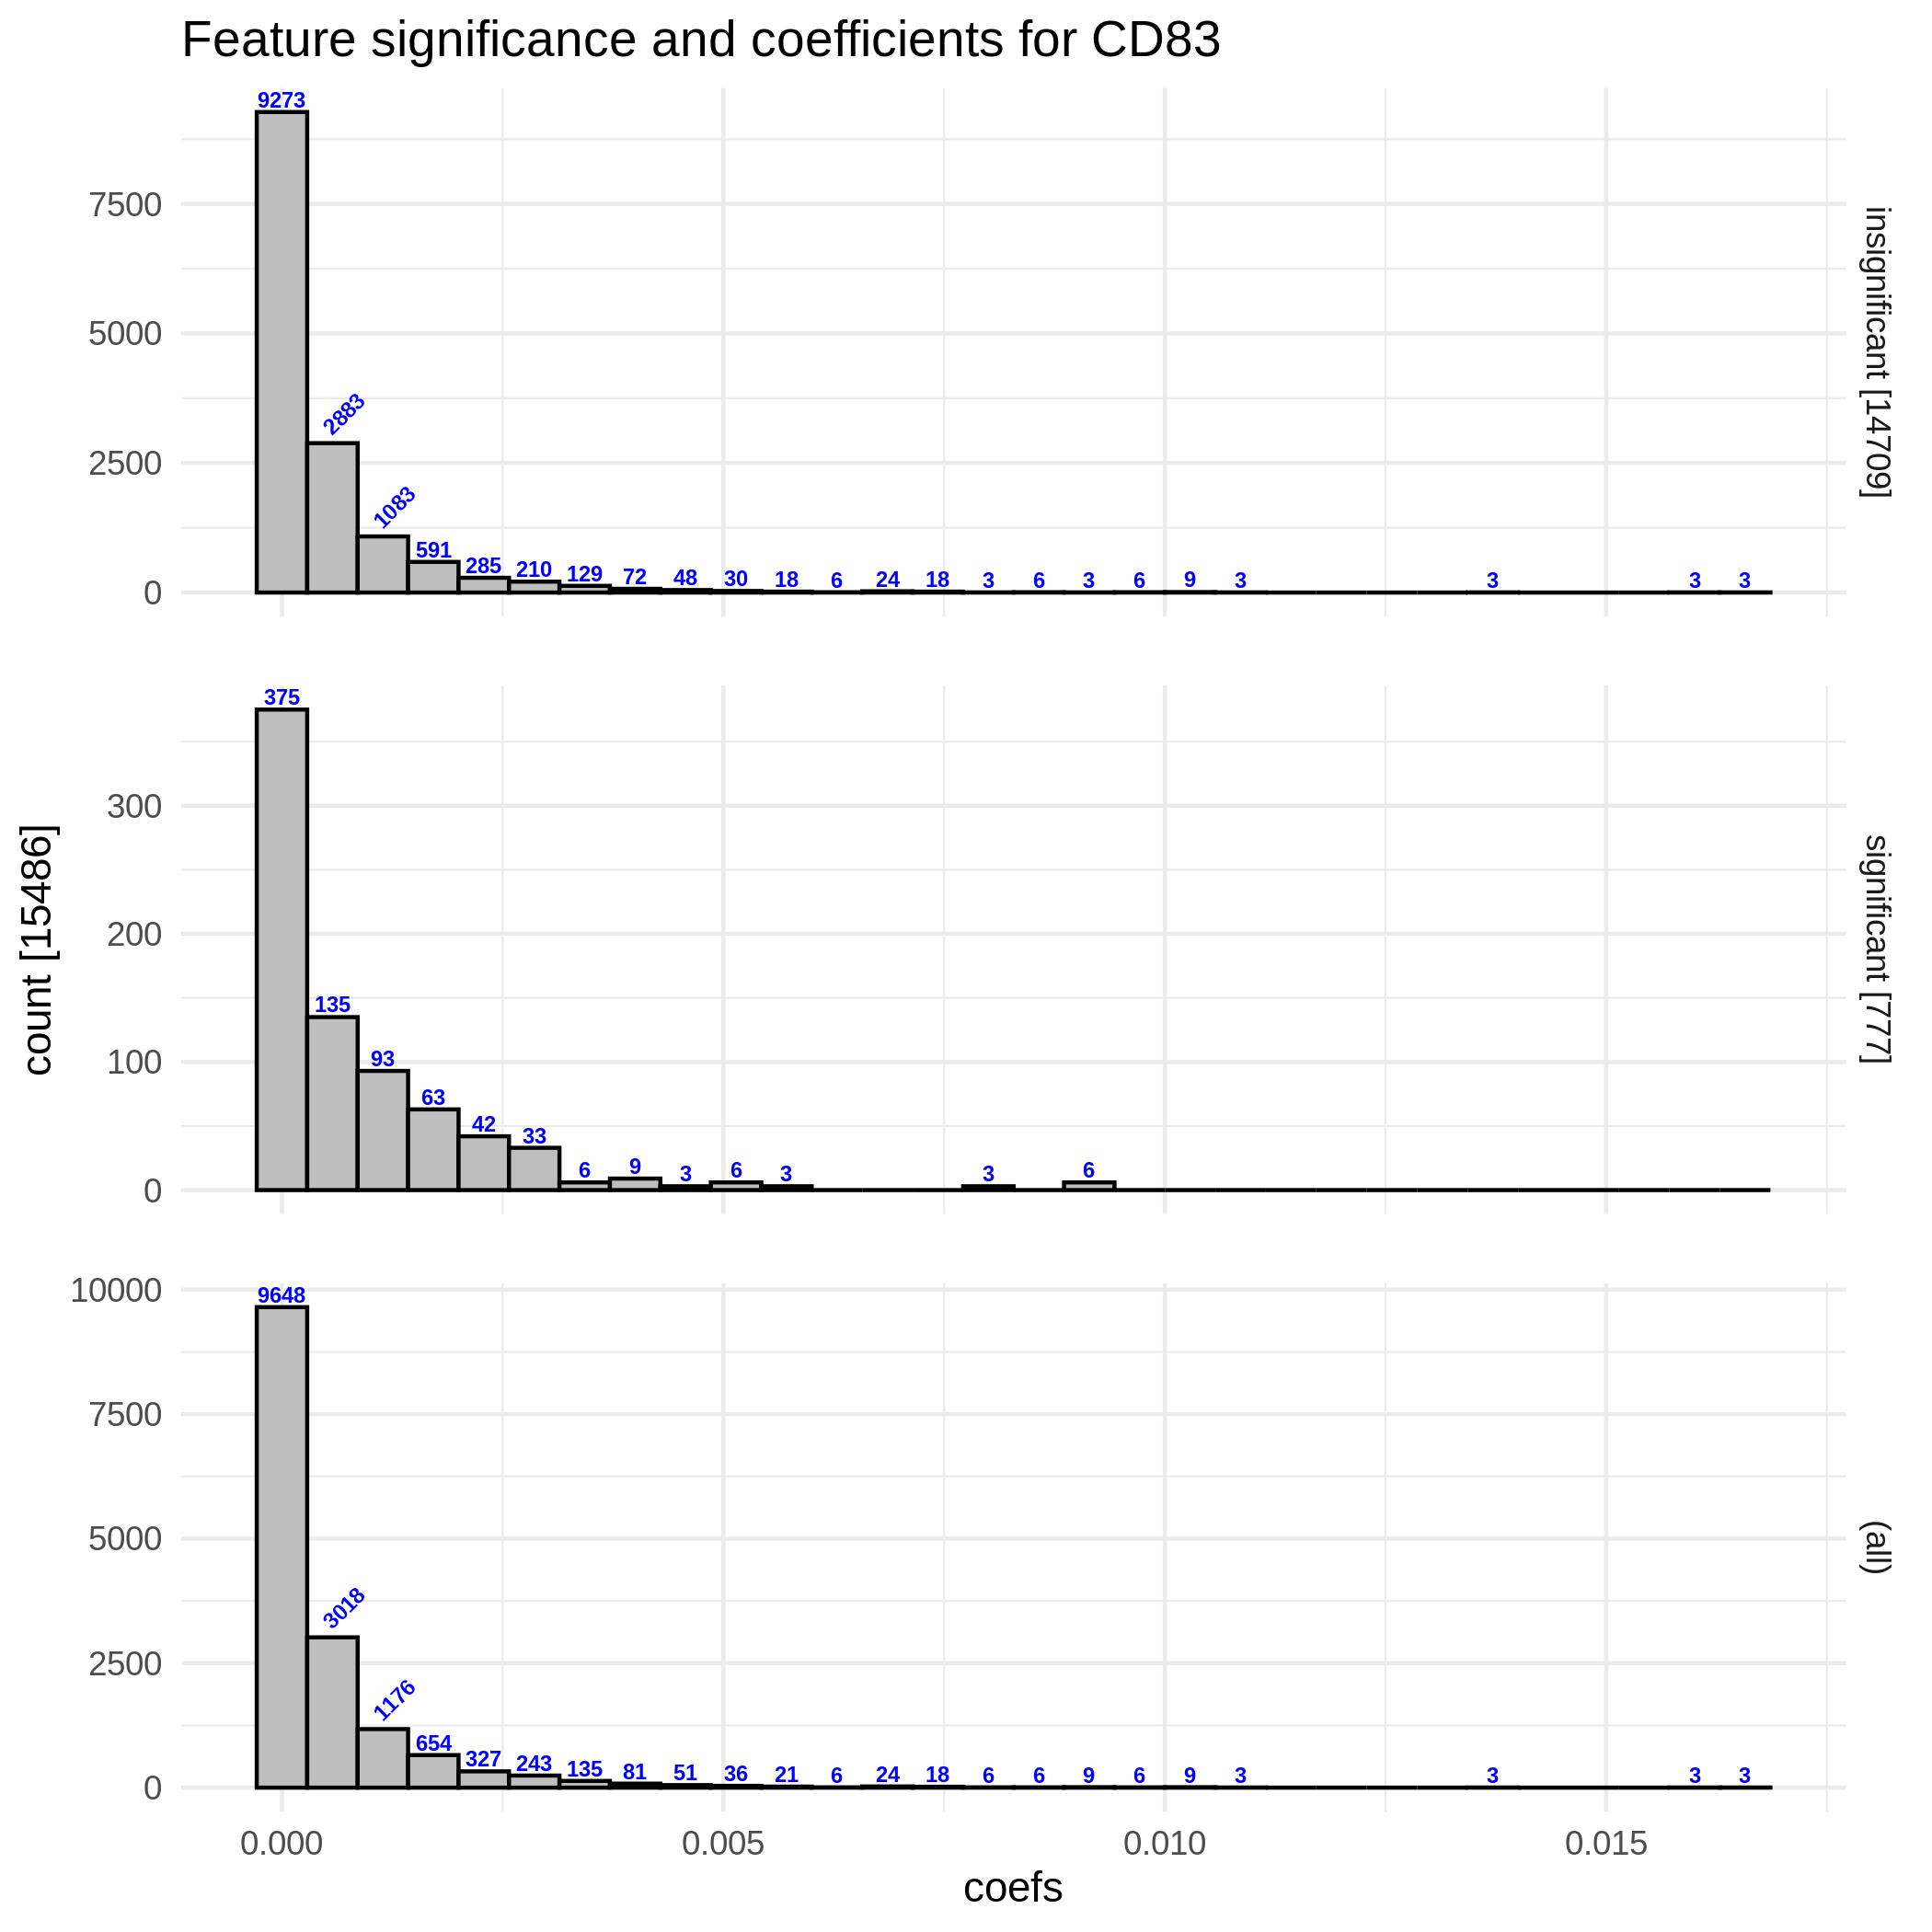 Feature significance and coefficients for CD83
9273
7500
5000
2500
0
2883
1083
591 285 210 129 72 48 30 18 6 24 18 3 6 3 6 9 3 3 3 3
insignificant [14709]
count [15486]
375
300
200
100
0
135
93
63
42
33
6 9 3 6 3 3 6
significant [777]
10000
9648
7500
5000
2500
0
3018
1176
654 327 243 135 81 51 36 21 6 24 18 6 6 9 6 9 3 3 3 3
(all)
0.000 0.005 0.010 0.015
coefs